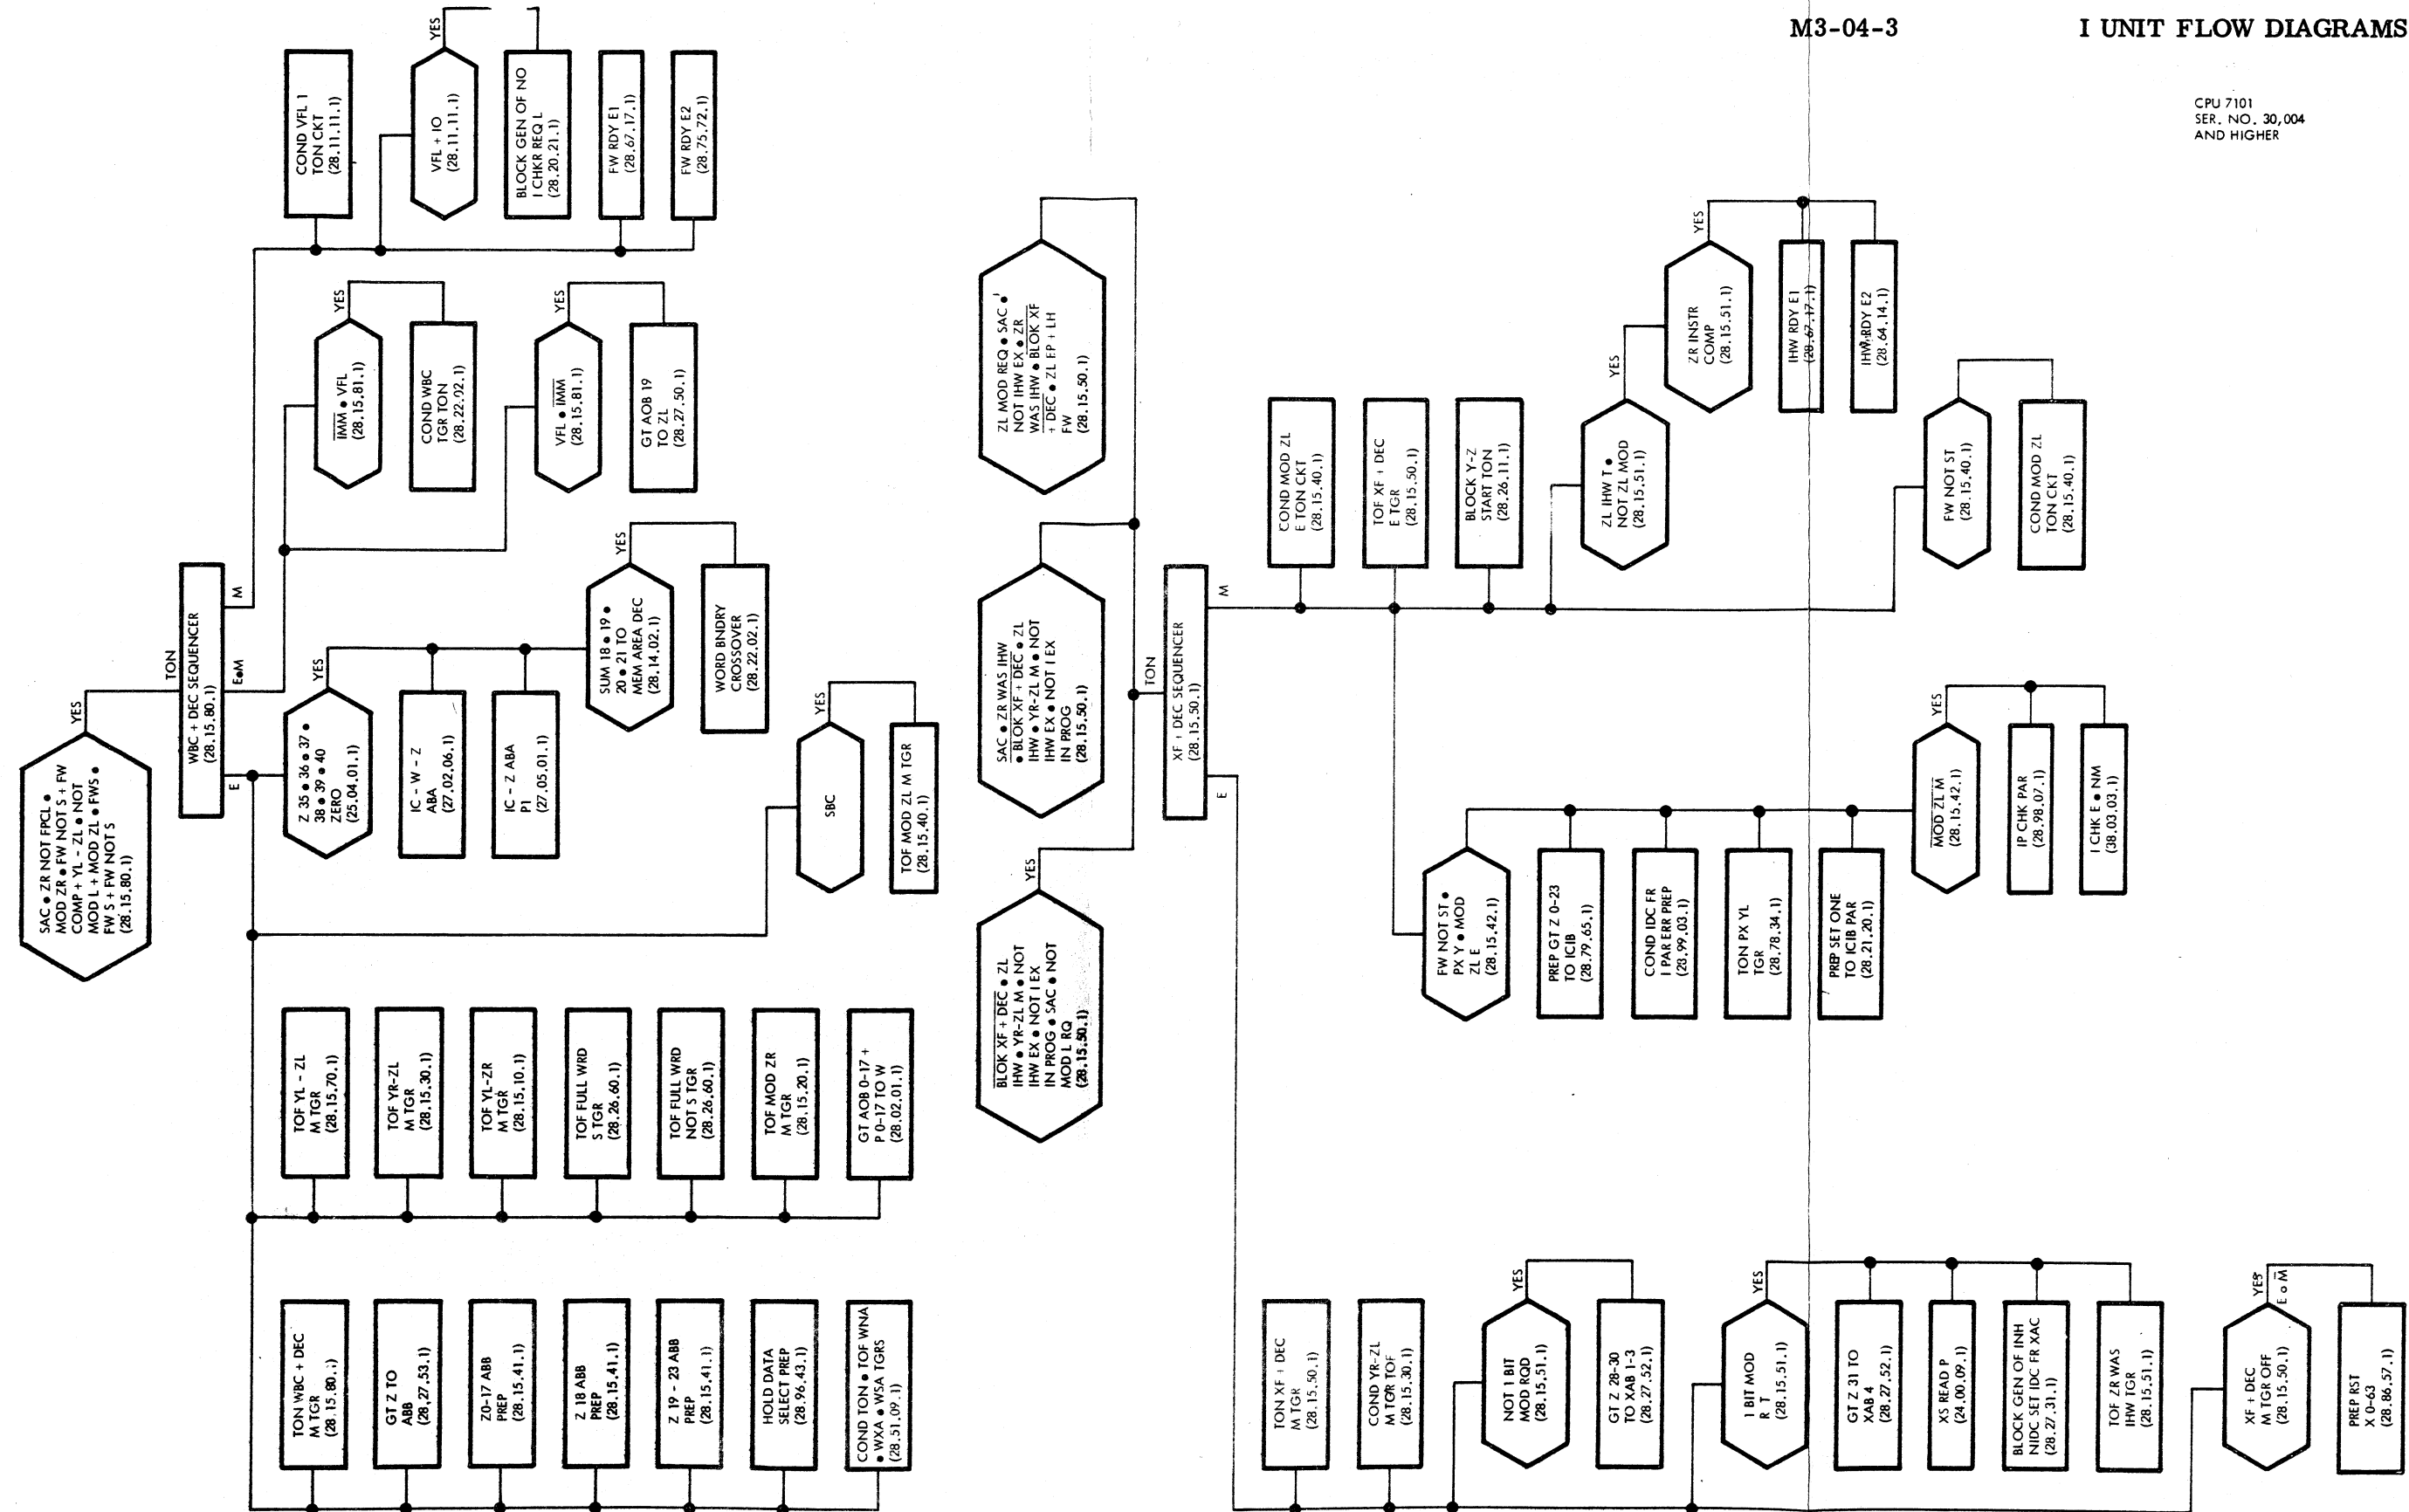 M3-04-3
I UNIT FLOW DIAGRAMS
CPU 7101
SER. NO. 30,004
AND HIGHER
SAC ● ZR NOT FPCL ●
MOD ZR ● FW NOT S + FW
COMP + YL - ZL ● NOT
MOD L + MOD ZL ● FWS ●
FW S + FW NOT S
(28.15.80.1)
YES
TON
WBC + DEC SEQUENCER
(28.15.80.1)
E
E●M
M
COND VFL 1
TON CKT
(28.11.11.1)
VFL + IO
(28.11.11.1)
YES
BLOCK GEN OF NO
I CHKR REQ L
(28.20.21.1)
FW RDY E1
(28.67.17.1)
FW RDY E2
(28.75.72.1)
IMM ● VFL
(28.15.81.1)
YES
COND WBC
TGR TON
(28.22.02.1)
VFL ● IMM
(28.15.81.1)
YES
GT AOB 19
TO ZL
(28.27.50.1)
Z 35 ● 36 ● 37 ●
38 ● 39 ● 40
ZERO
(25.04.01.1)
YES
IC - W - Z
ABA
(27.02.06.1)
IC - Z ABA
P1
(27.05.01.1)
SUM 18 ● 19 ●
20 ● 21 TO
MEM AREA DEC
(28.14.02.1)
YES
WORD BNDRY
CROSSOVER
(28.22.02.1)
SBC
YES
TOF MOD ZL M TGR
(28.15.40.1)
TOF YL - ZL
M TGR
(28.15.70.1)
TOF YR-ZL
M TGR
(28.15.30.1)
TOF YL-ZR
M TGR
(28.15.10.1)
TOF FULL WRD
S TGR
(28.26.60.1)
TOF FULL WRD
NOT S TGR
(28.26.60.1)
TOF MOD ZR
M TGR
(28.15.20.1)
GT AOB 0-17 +
P 0-17 TO W
(28.02.01.1)
TON WBC + DEC
M TGR
(28.15.80.1)
GT Z TO
ABB
(28,27.53.1)
Z0-17 ABB
PREP
(28.15.41.1)
Z 18 ABB
PREP
(28.15.41.1)
Z 19 - 23 ABB
PREP
(28.15.41.1)
HOLD DATA
SELECT PREP
(28.96.43.1)
COND TON ● TOF WNA
● WXA ● WSA TGRS
(28.51.09.1)
BLOK XF + DEC ● ZL
IHW ● YR-ZL M ● NOT
IHW EX ● NOT I EX
IN PROG ● SAC ● NOT
MOD L RQ
(28.15.50.1)
YES
SAC ● ZR WAS IHW
● BLOK XF + DEC ● ZL
IHW ● YR-ZL M ● NOT
IHW EX ● NOT I EX
IN PROG
(28.15.50.1)
ZL MOD REQ ● SAC ●
NOT IHW EX ● ZR
WAS IHW ● BLOK XF
+ DEC ● ZL EP + LH
FW
(28.15.50.1)
TON
XF + DEC SEQUENCER
(28.15.50.1)
E
M
COND MOD ZL
E TON CKT
(28.15.40.1)
TOF XF + DEC
E TGR
(28.15.50.1)
BLOCK Y-Z
START TON
(28.26.11.1)
ZL IHW T ●
NOT ZL MOD
(28.15.51.1)
YES
ZR INSTR
COMP
(28.15.51.1)
YES
IHW RDY E1
(28.67.17.1)
IHW RDY E2
(28.64.14.1)
FW NOT ST
(28.15.40.1)
COND MOD ZL
TON CKT
(28.15.40.1)
FW NOT ST ●
PX Y ● MOD
ZL E
(28.15.42.1)
PREP GT Z 0-23
TO ICIB
(28.79.65.1)
COND IDC FR
I PAR ERR PREP
(28.99.03.1)
TON PX YL
TGR
(28.78.34.1)
PREP SET ONE
TO ICIB PAR
(28.21.20.1)
MOD ZL M
(28.15.42.1)
YES
IP CHK PAR
(28.98.07.1)
I CHK E ● NM
(38.03.03.1)
TON XF + DEC
M TGR
(28.15.50.1)
COND YR-ZL
M TGR TOF
(28.15.30.1)
NOT 1 BIT
MOD RQD
(28.15.51.1)
YES
GT Z 28-30
TO XAB 1-3
(28.27.52.1)
1 BIT MOD
R T
(28.15.51.1)
YES
GT Z 31 TO
XAB 4
(28.27.52.1)
XS READ P
(24.00.09.1)
BLOCK GEN OF INH
NIDC SET IDC FR XAC
(28.27.31.1)
TOF ZR WAS
IHW TGR
(28.15.51.1)
XF + DEC
M TGR OFF
(28.15.50.1)
YES
E ● M
PREP RST
X 0-63
(28.86.57.1)